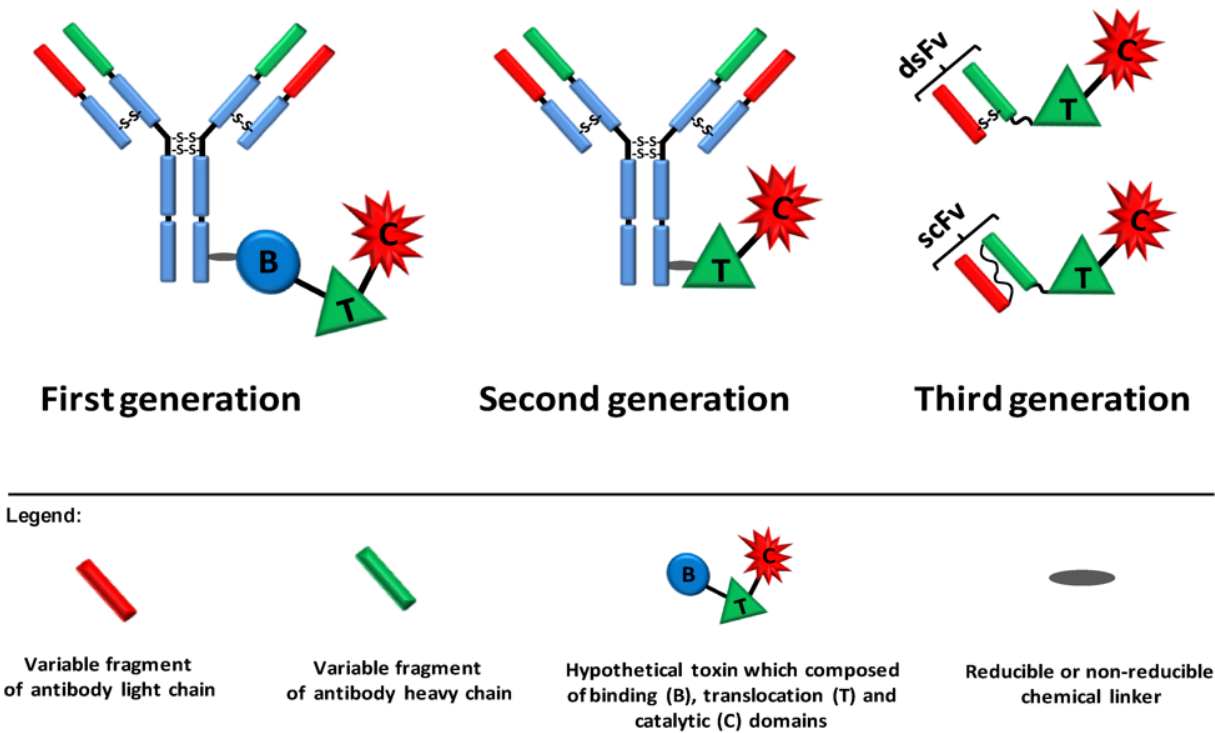 -S-S-
-S-S-
-S-S-
-S-S-
B
T
C
First generation
-S-S-
-S-S-
-S-S-
-S-S-
T
C
Second generation
dsFv
-S-S-
T
C
scFv
T
C
Third generation
Legend:
Variable fragment
of antibody light chain
Variable fragment
of antibody heavy chain
B
T
C
Hypothetical toxin which composed
of binding (B), translocation (T) and
catalytic (C) domains
Reducible or non-reducible
chemical linker